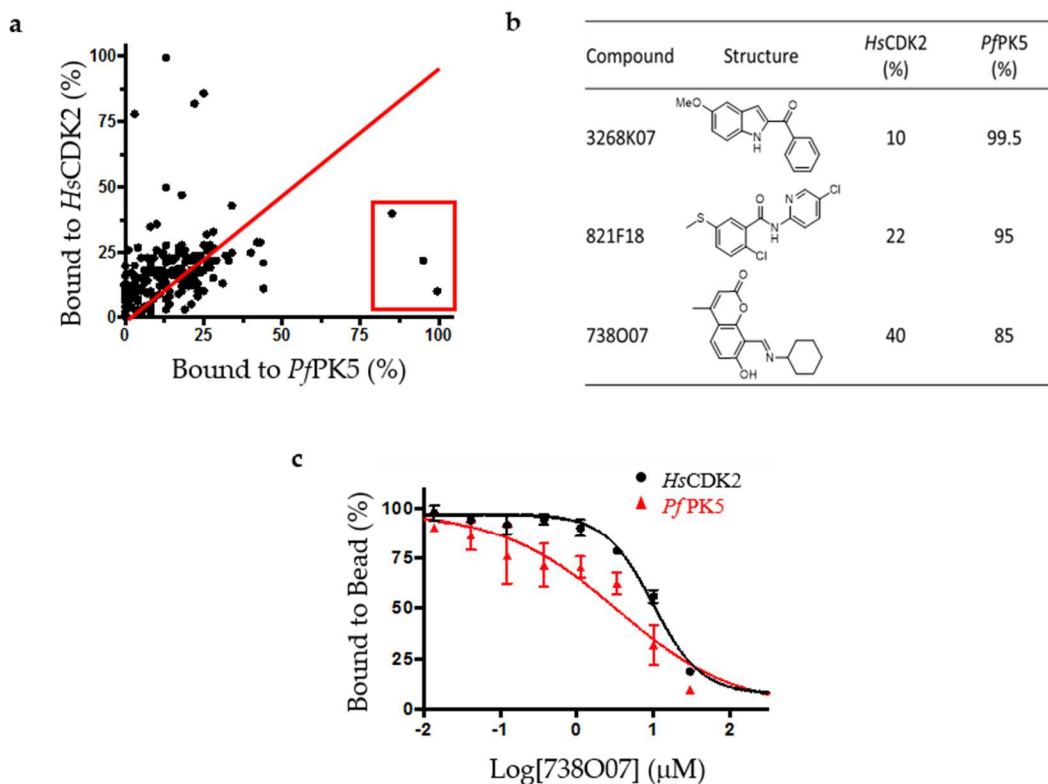 a
Bound to HsCDK2 (%)
100
75
50
25
0
0 25 50 75 100
Bound to PfPK5 (%)
b
Compound Structure HsCDK2 (%) PfPK5 (%)
3268K07 MeO O N H 10 99.5
821F18 S O N H N Cl Cl 22 95
738O07 O O N OH 40 85
c
HsCDK2
PfPK5
Bound to Bead (%)
100
75
50
25
0
-2 -1 0 1 2
Log[738O07] (μM)